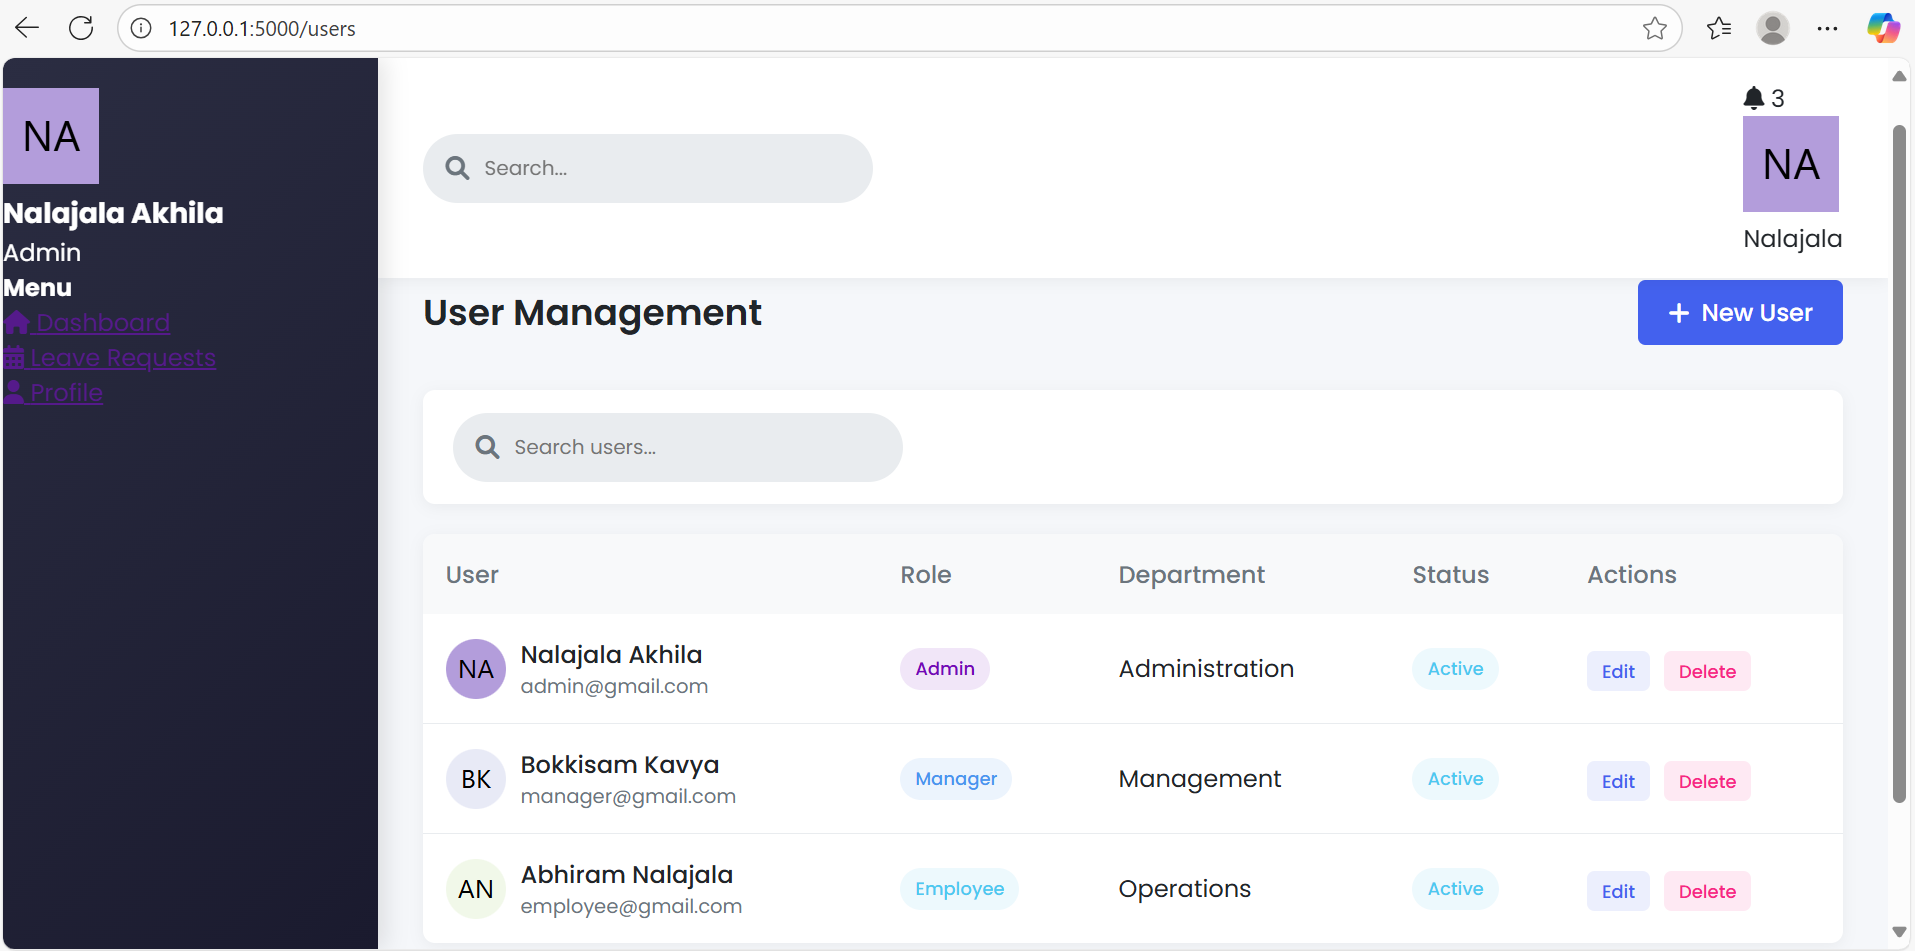 127.0.0.1:5000/users
NA
Nalajala Akhila
Admin
Menu
Dashboard
Leave Requests
Profile
Search...
3
NA
Nalajala
User Management
+ New User
Search users...
User Role Department Status Actions
NA Nalajala Akhila Admin Administration Active Edit Delete
admin@gmail.com
BK Bokkisam Kavya Manager Management Active Edit Delete
manager@gmail.com
AN Abhiram Nalajala Employee Operations Active Edit Delete
employee@gmail.com